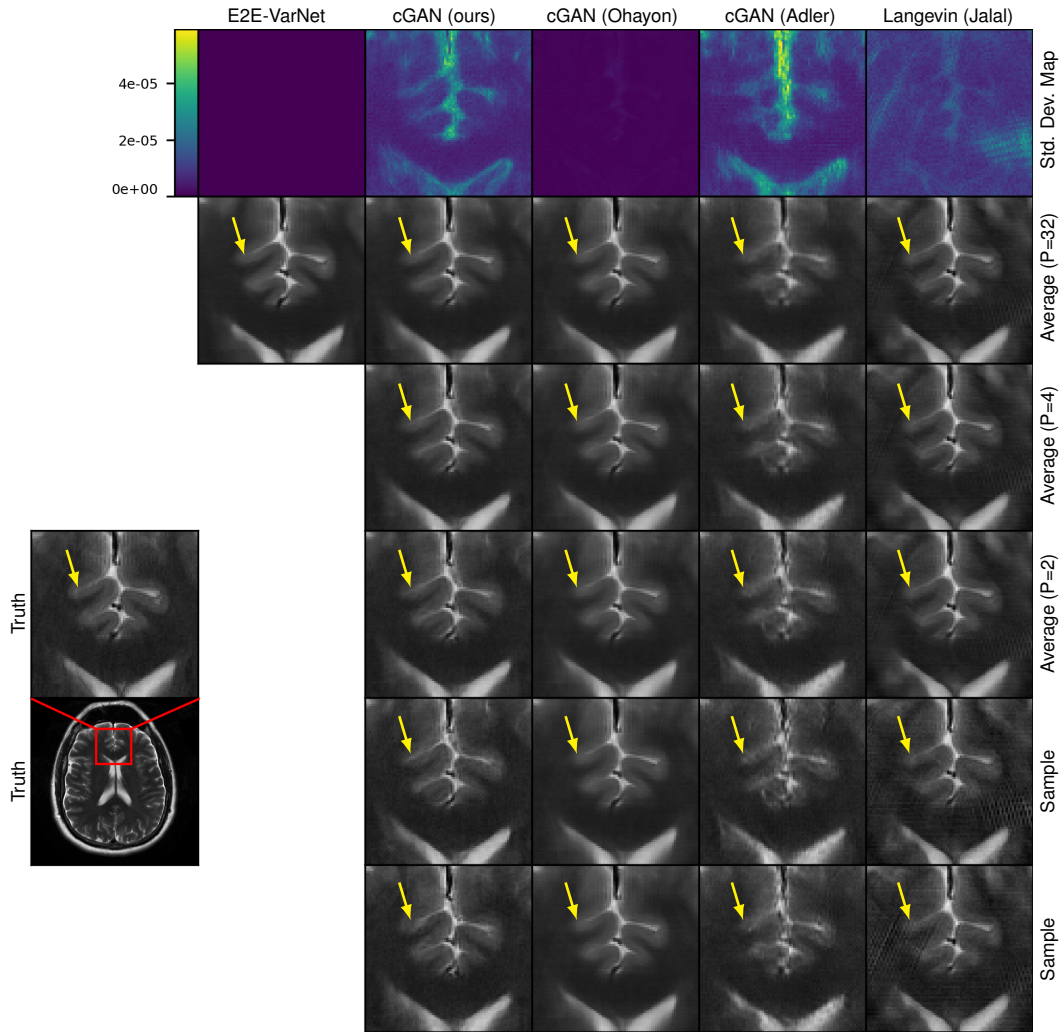 E2E-VarNet
cGAN (ours)
cGAN (Ohayon)
cGAN (Adler)
Langevin (Jalal)
4e-05
2e-05
0e+00
Std. Dev. Map
Average (P=32)
Average (P=4)
Truth
Average (P=2)
Truth
Sample
Sample